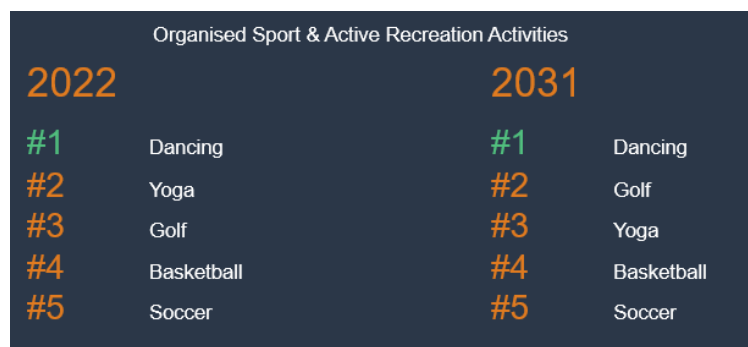 Organised Sport & Active Recreation Activities
2022 2031
#1 Dancing #1 Dancing
#2 Yoga #2 Golf
#3 Golf #3 Yoga
#4 Basketball #4 Basketball
#5 Soccer #5 Soccer